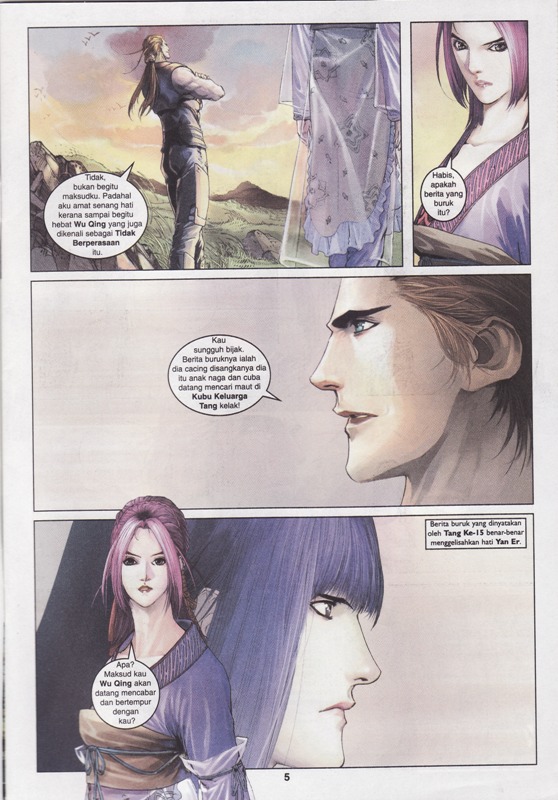 Tidak,
bukan begitu
maksudku. Padahal
aku amat senang hati
kerana sampai begitu
hebat Wu Qing yang juga
dikenali sebagai Tidak
Berperasaan
itu.
Habis,
apakah
berita yang
buruk
itu?
Kau
sungguh bijak.
Berita buruknya ialah
dia cacing disangkanya dia
itu anak naga dan cuba
datang mencari maut di
Kubu Keluarga
Tang kelak!
Berita buruk yang dinyatakan
oleh Tang Ke-15 benar-benar
menggelisahkan hati Yan Er.
Apa?
Maksud kau
Wu Qing akan
datang mencabar
dan bertempur
dengan
kau?
5